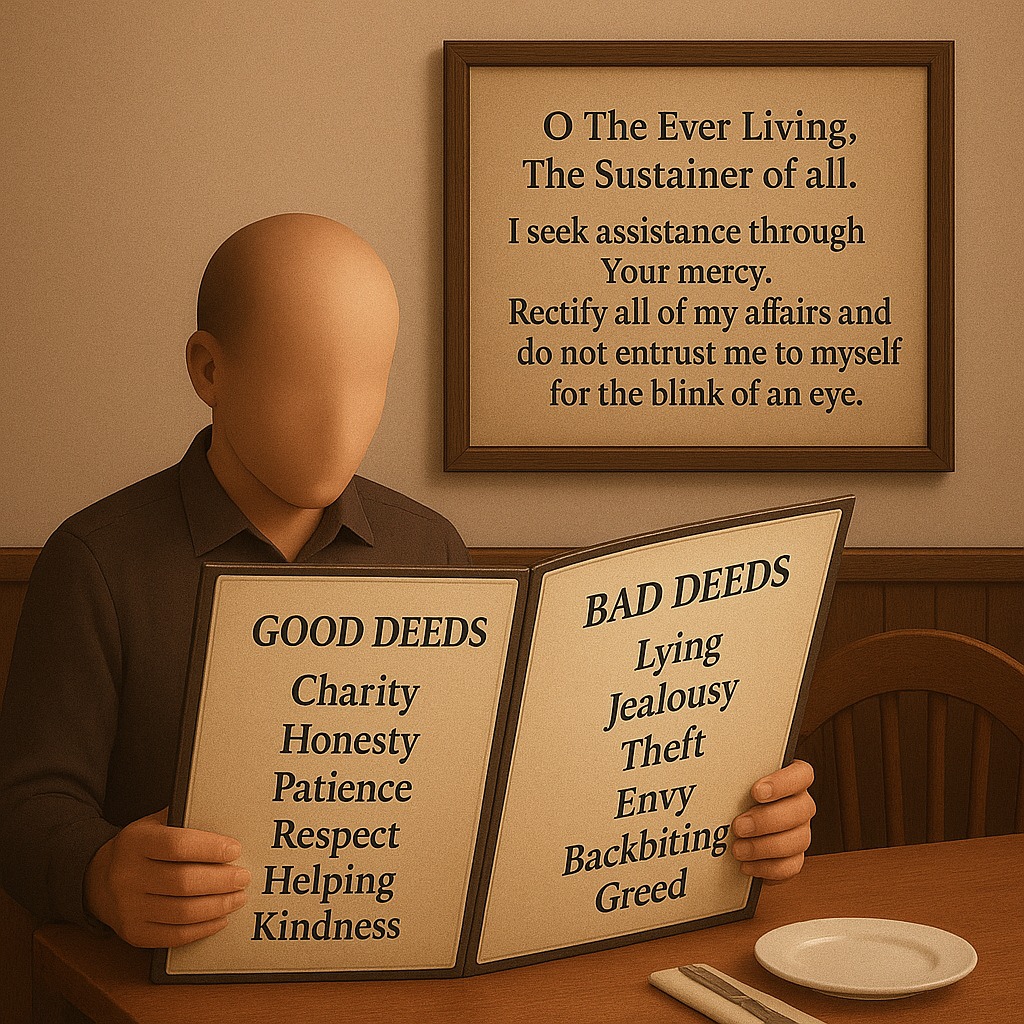 O The Ever Living,
The Sustainer of all.
I seek assistance through
Your mercy.
Rectify all of my affairs and
do not entrust me to myself
for the blink of an eye.
GOOD DEEDS
Charity
Honesty
Patience
Respect
Helping
Kindness
BAD DEEDS
Lying
Jealousy
Theft
Envy
Backbiting
Greed